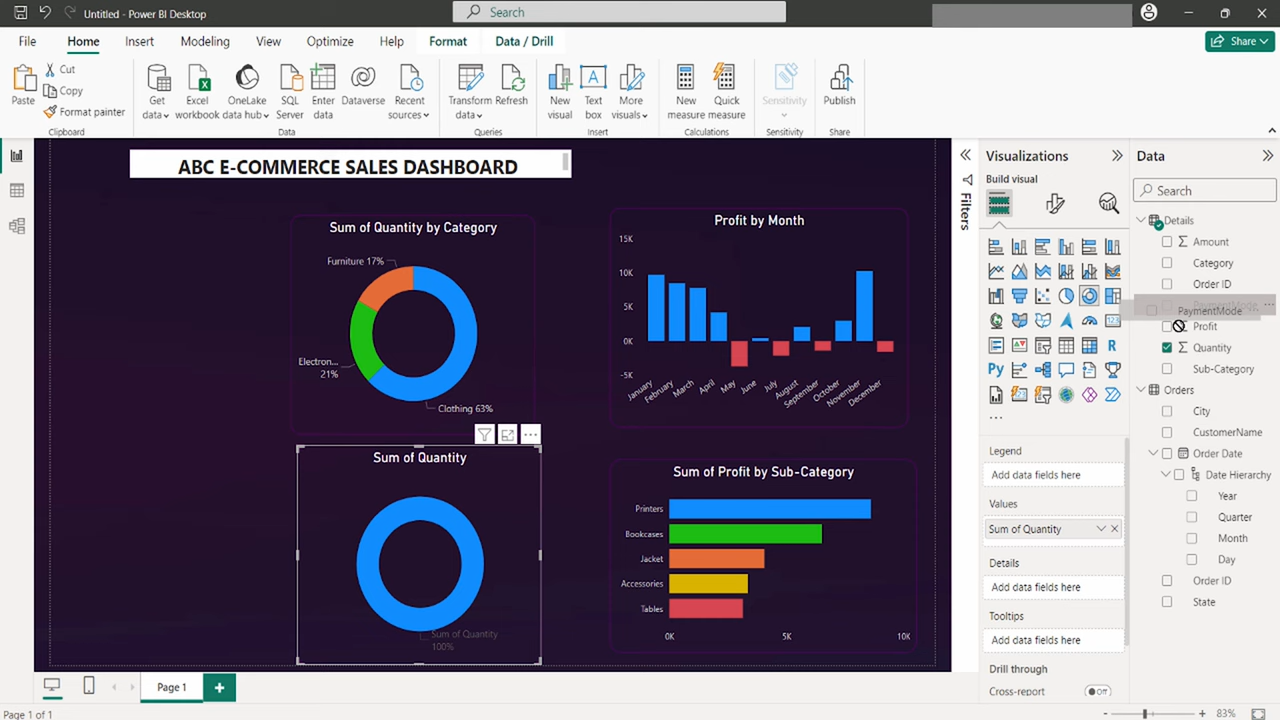 Untitled - Power BI Desktop
Search
File
Home
Insert
Modeling
View
Optimize
Help
Format
Data / Drill
Share
Paste
Cut
Copy
Format painter
Clipboard
Get data
Excel workbook
OneLake data hub
SQL Server
Enter data
Dataverse
Recent sources
Data
Transform data
Refresh
Queries
New visual
Text box
More visuals
Insert
New measure
Quick measure
Calculations
Sensitivity
Sensitivity
Publish
Share
ABC E-COMMERCE SALES DASHBOARD
Sum of Quantity by Category
Furniture 17%
Electron...
21%
Clothing 63%
Profit by Month
15K
10K
5K
0K
-5K
January
February
March
April
May
June
July
August
September
October
November
December
Sum of Quantity
Sum of Quantity
100%
Sum of Profit by Sub-Category
Printers
Bookcases
Jacket
Accessories
Tables
0K
5K
10K
Filters
Visualizations
Build visual
R
Py
123
Legend
Add data fields here
Values
Sum of Quantity
Details
Add data fields here
Tooltips
Add data fields here
Drill through
Cross-report
Off
Data
Search
Details
Amount
Category
Order ID
PaymentMode
PaymentMode
Profit
Quantity
Sub-Category
Orders
City
CustomerName
Order Date
Date Hierarchy
Year
Quarter
Month
Day
Order ID
State
Page 1
Page 1 of 1
83%